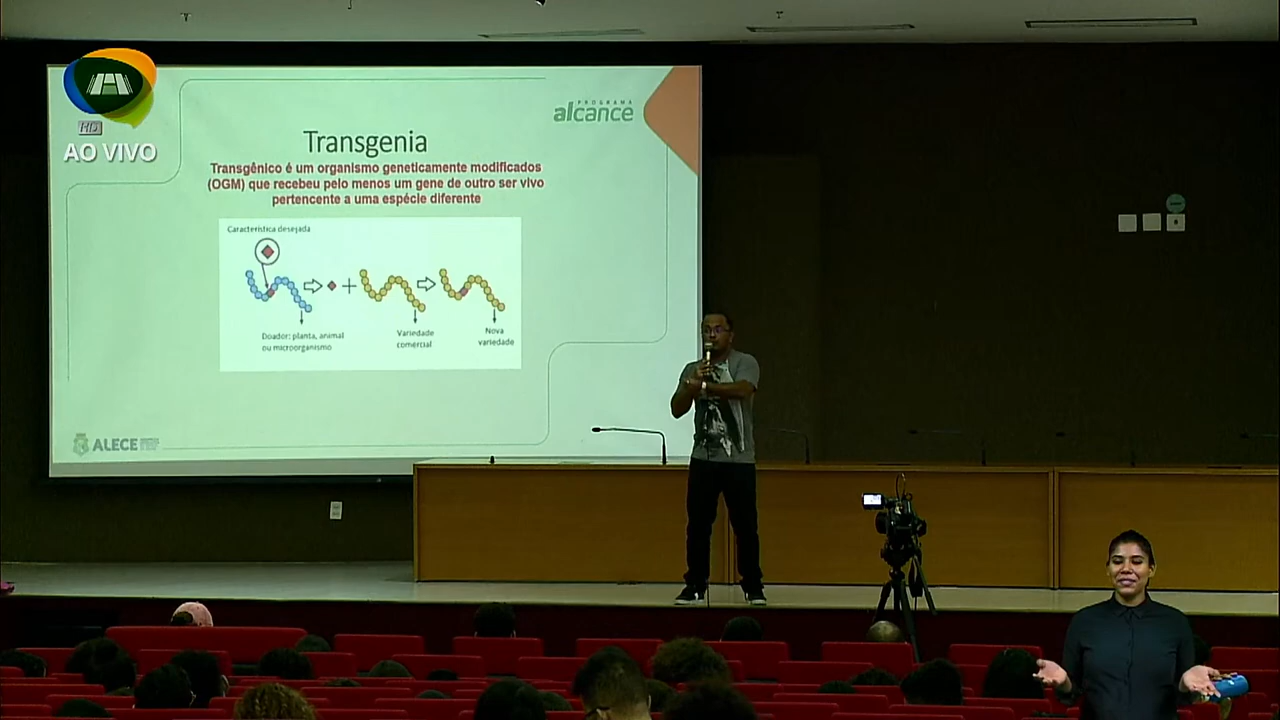 HD
AO VIVO
PROGRAMA
alcance
Transgenia
Transgênico é um organismo geneticamente modificados
(OGM) que recebeu pelo menos um gene de outro ser vivo
pertencente a uma espécie diferente
Característica desejada
Doador: planta, animal
ou microorganismo
Variedade
comercial
Nova
variedade
ALECE